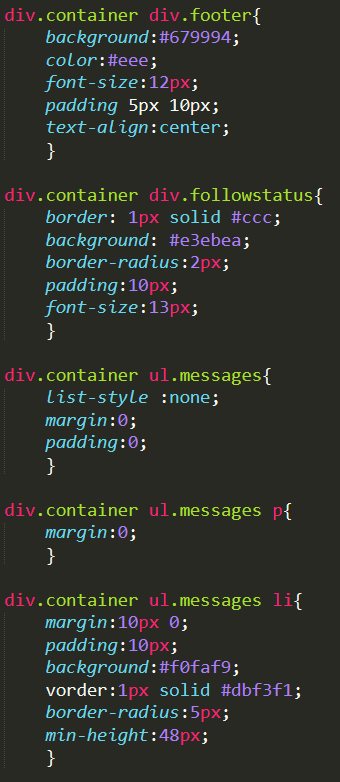 div.container div.footer{
background:#679994;
color:#eee;
font-size:12px;
padding 5px 10px;
text-align:center;
}
div.container div.followstatus{
border: 1px solid #ccc;
background: #e3ebea;
border-radius:2px;
padding:10px;
font-size:13px;
}
div.container ul.messages{
list-style :none;
margin:0;
padding:0;
}
div.container ul.messages p{
margin:0;
}
div.container ul.messages li{
margin:10px 0;
padding:10px;
background:#f0faf9;
vorder:1px solid #dbf3f1;
border-radius:5px;
min-height:48px;
}